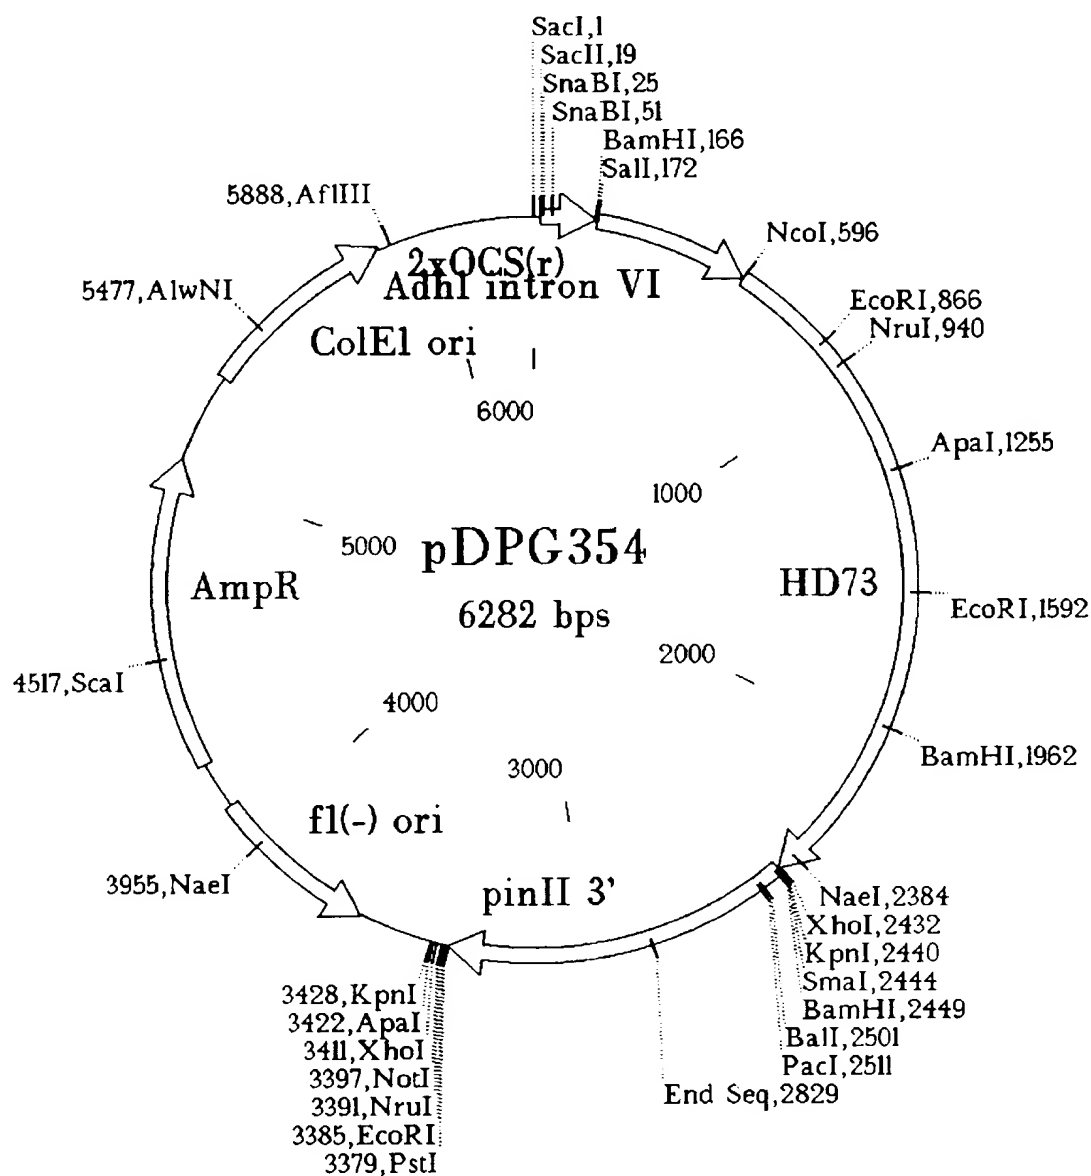 SacI,1
SacII,19
SnaBI,25
SnaBI,51
BamHI,166
SalI,172
5888,AflIII
NcoI,596
2xOCS(r)
AdhI intron VI
5477,AlwNI
EcoRI,866
NruI,940
ColE1 ori
6000
ApaI,1255
1000
5000
pDPG354
AmpR
HD73
6282 bps
EcoRI,1592
2000
4517,ScaI
4000
BamHI,1962
3000
f1(-) ori
3955,NaeI
pinII 3'
NaeI,2384
XhoI,2432
KpnI,2440
SmaI,2444
BamHI,2449
BalI,2501
PacI,2511
End Seq,2829
3428,KpnI
3422,ApaI
3411,XhoI
3397,NotI
3391,NruI
3385,EcoRI
3379,PstI